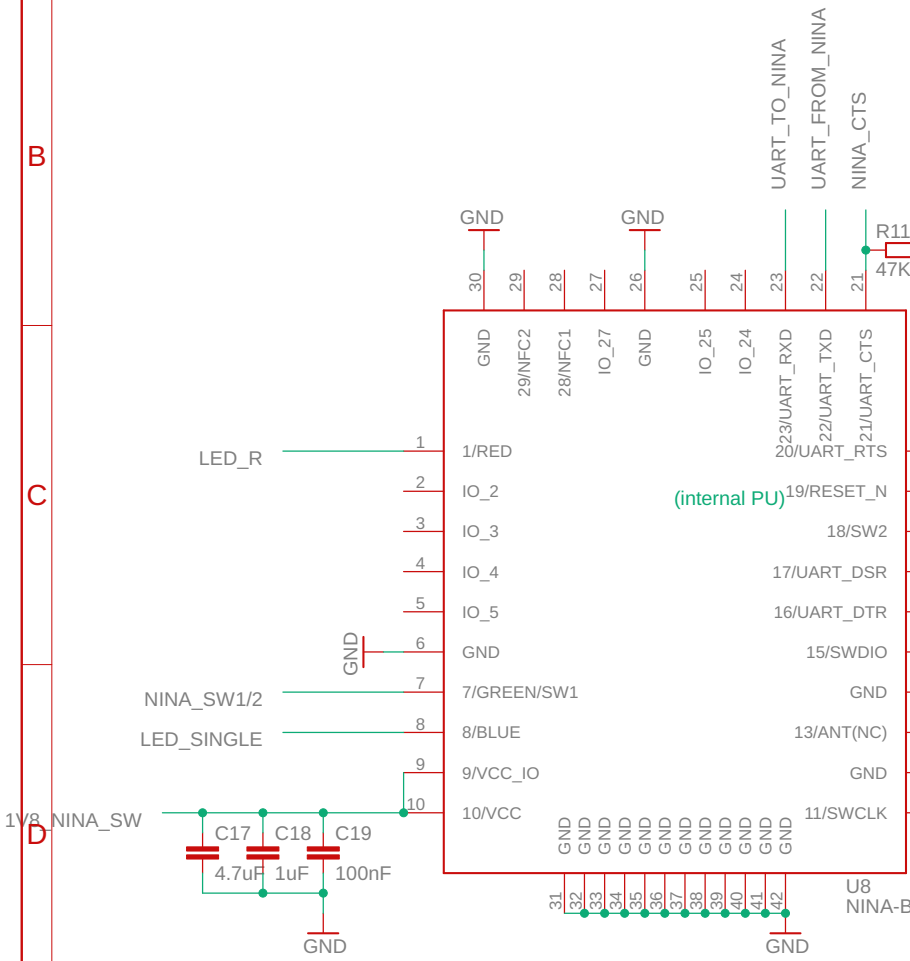 UART_TO_NINA
UART_FROM_NINA
NINA_CTS
B
GND
GND
R11
47K
30
29
28
27
26
25
24
23
22
21
GND
29/NFC2
28/NFC1
IO_27
GND
IO_25
IO_24
23/UART_RXD
22/UART_TXD
21/UART_CTS
LED_R
1
1/RED
20/UART_RTS
2
IO_2
(internal PU)
19/RESET_N
C
3
IO_3
18/SW2
4
IO_4
17/UART_DSR
5
IO_5
16/UART_DTR
GND
6
GND
15/SWDIO
NINA_SW1/2
7
7/GREEN/SW1
GND
LED_SINGLE
8
8/BLUE
13/ANT(NC)
9
9/VCC_IO
GND
1V8_NINA_SW
10
10/VCC
11/SWCLK
D
C17
C18
C19
4.7uF
1uF
100nF
GND
GND
GND
GND
GND
GND
GND
GND
GND
GND
GND
GND
31
32
33
34
35
36
37
38
39
40
41
42
U8
NINA-B
GND
GND